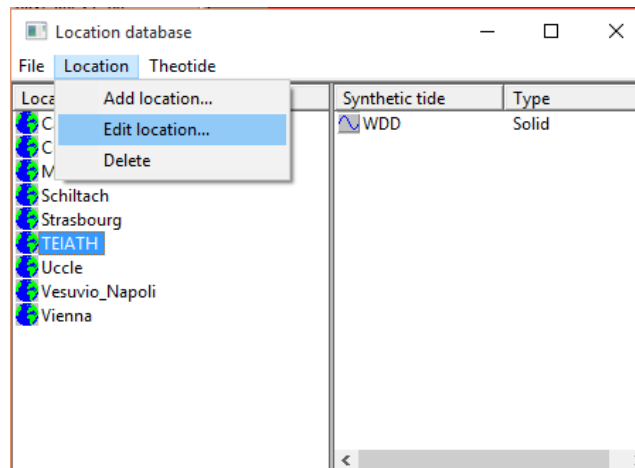 Location database
File Location Theotide
Loca
Synthetic tide Type
Add location...
Edit location...
Delete
C
C
M
Schiltach
Strasbourg
TEIATH
Uccle
Vesuvio_Napoli
Vienna
WDD Solid